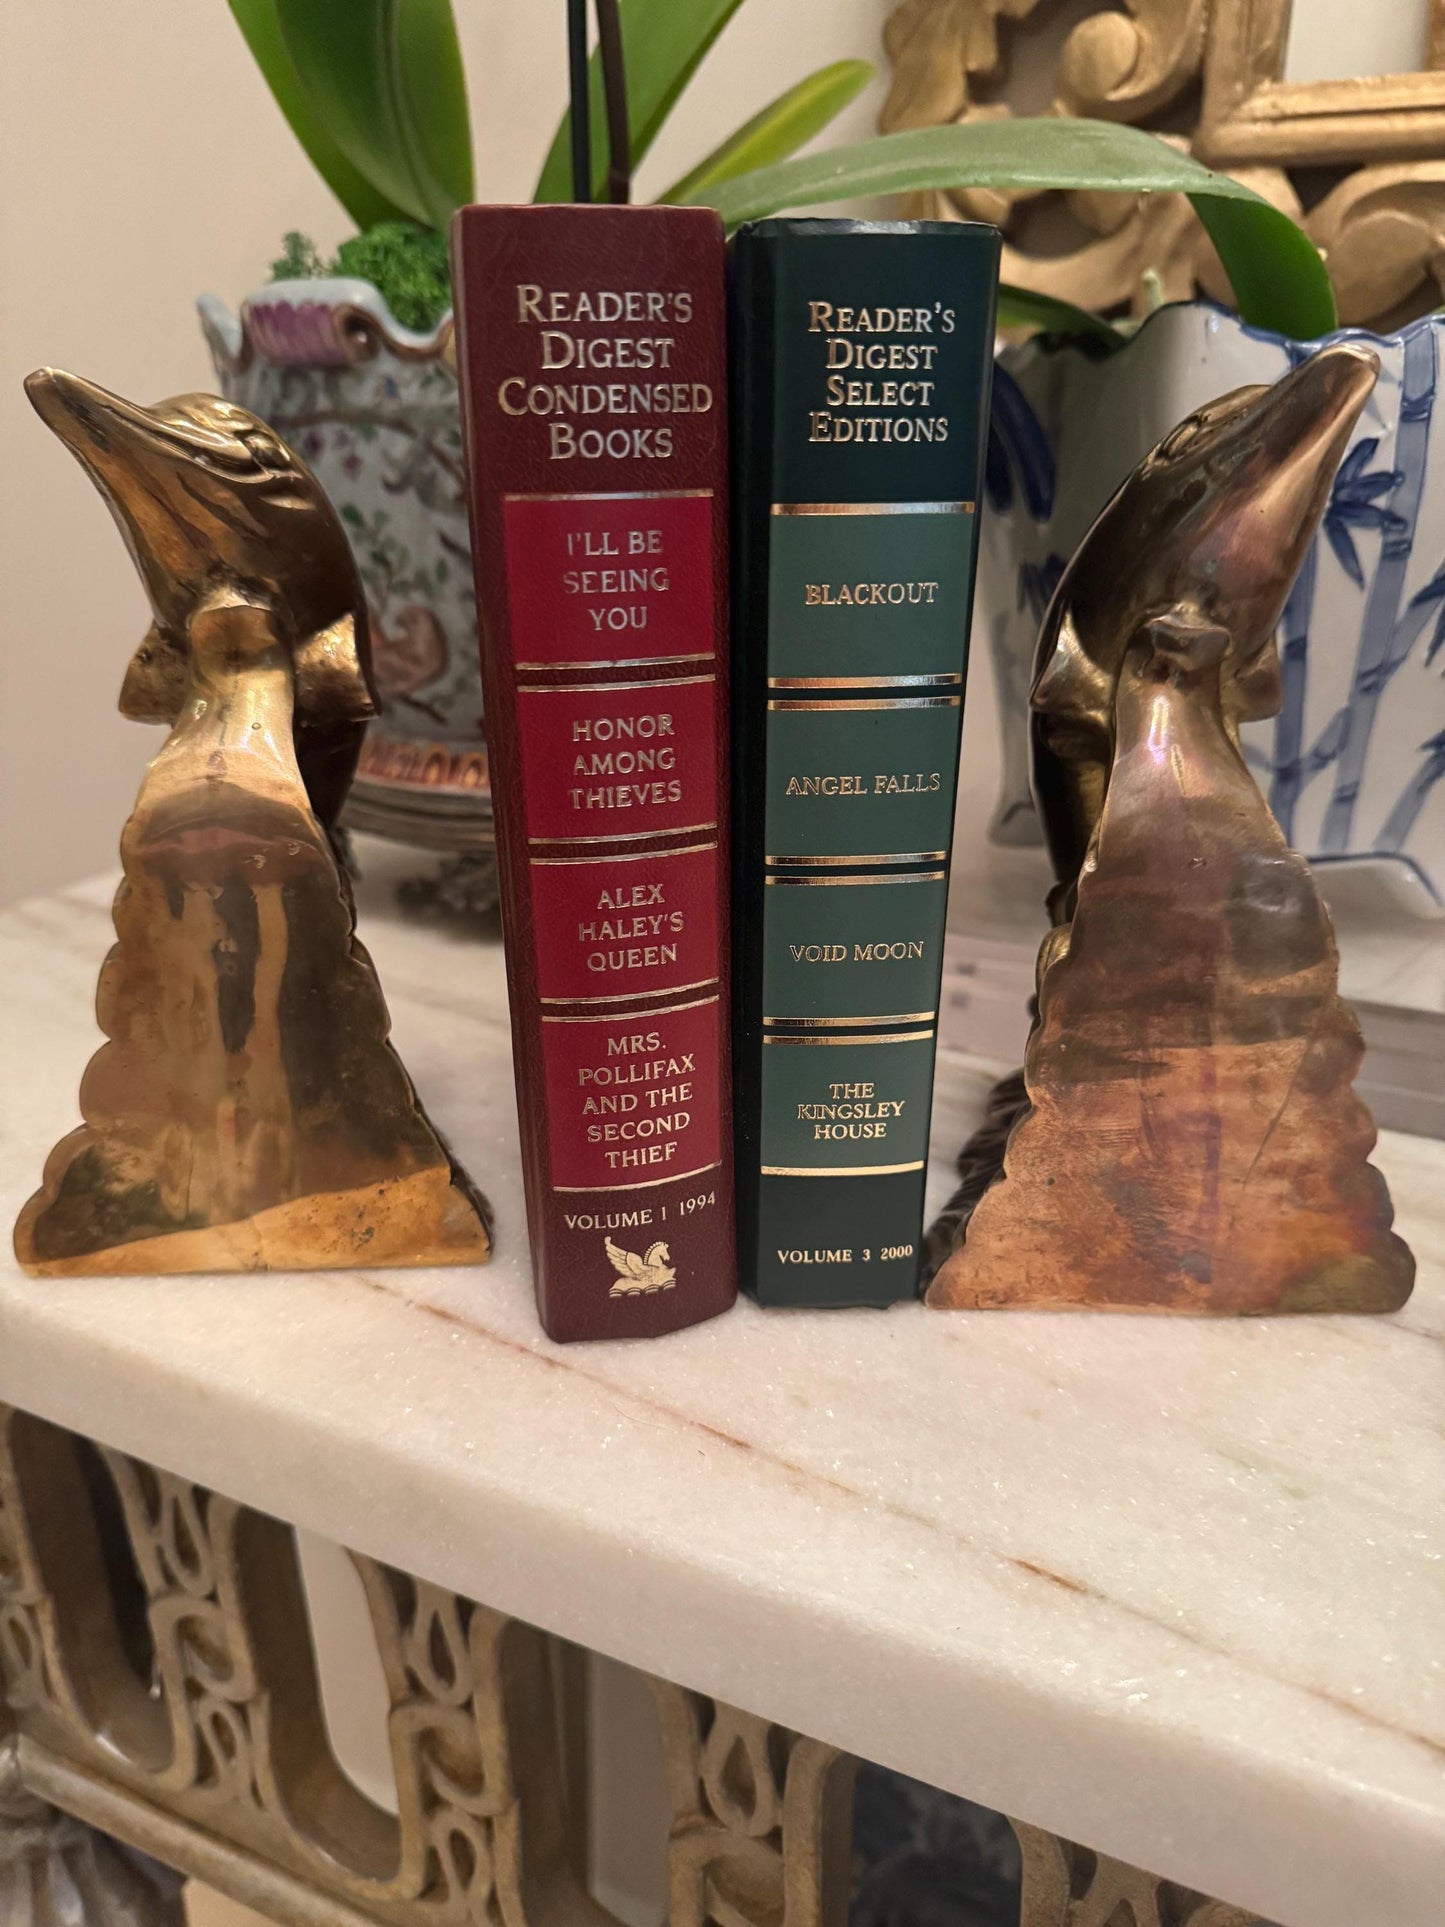 READER'S
DIGEST
CONDENSED
BOOKS
I'LL BE
SEEING
YOU
HONOR
AMONG
THIEVES
ALEX
HALEY'S
QUEEN
MRS.
POLLIFAX
AND THE
SECOND
THIEF
VOLUME 1 1994
READER'S
DIGEST
SELECT
EDITIONS
BLACKOUT
ANGEL FALLS
VOID MOON
THE
KINGSLEY
HOUSE
VOLUME 3 2000